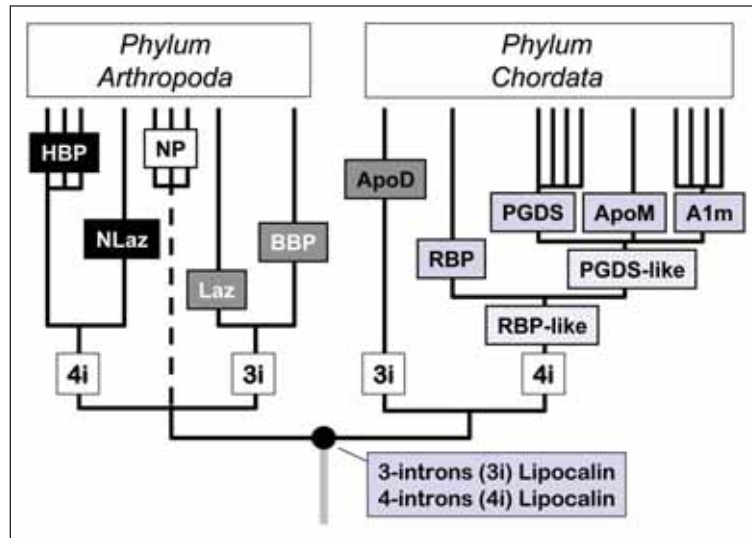 Phylum
Arthropoda
Phylum
Chordata
HBP
NP
ApoD
PGDS
ApoM
A1m
NLaz
BBP
RBP
PGDS-like
Laz
RBP-like
4i
3i
3i
4i
3-introns (3i) Lipocalin
4-introns (4i) Lipocalin